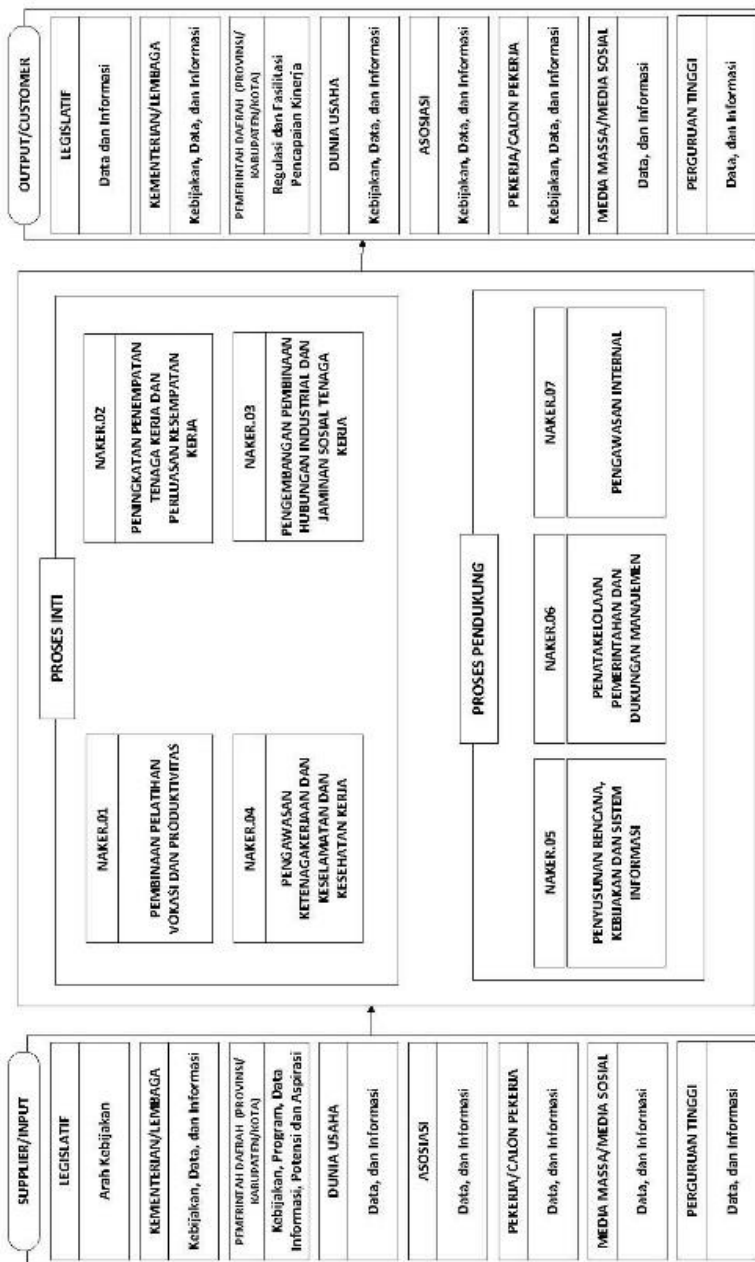 SUPPLIER/INPUT
LEGISLATIF
Arah Kebijakan
KEMENTERIAN/LEMBAGA
Kebijakan, Data, dan Informasi
PEMERINTAH DAERAH (PROVINSI/
KABUPATEN/KOTA)
Kebijakan, Program, Data
Informasi, Potensi dan Aspirasi
DUNIA USAHA
Data, dan Informasi
ASOSIASI
Data, dan Informasi
PEKERJA/CALON PEKERJA
Data, dan Informasi
MEDIA MASSA/MEDIA SOSIAL
Data, dan Informasi
PERGURUAN TINGGI
Data, dan Informasi
PROSES INTI
NAKER.01
PEMBINAAN PELATIHAN
VOKASI DAN PRODUKTIVITAS
NAKER.02
PENINGKATAN PENEMPATAN
TENAGA KERJA DAN
PERLUASAN KESEMPATAN
KERJA
NAKER.04
PENGAWASAN
KETENAGAKERJAAN DAN
KESELAMATAN DAN
KESEHATAN KERJA
NAKER.03
PENGEMBANGAN PEMBINAAN
HUBUNGAN INDUSTRIAL DAN
JAMINAN SOSIAL TENAGA
KERJA
PROSES PENDUKUNG
NAKER.05
PENYUSUNAN RENCANA,
KEBIJAKAN DAN SISTEM
INFORMASI
NAKER.06
PENATAKELOLAAN
PEMERINTAHAN DAN
DUKUNGAN MANAJEMEN
NAKER.07
PENGAWASAN INTERNAL
OUTPUT/CUSTOMER
LEGISLATIF
Data dan Informasi
KEMENTERIAN/LEMBAGA
Kebijakan, Data, dan Informasi
PEMERINTAH DAERAH (PROVINSI/
KABUPATEN/KOTA)
Regulasi dan Fasilitasi
Pencapaian Kinerja
DUNIA USAHA
Kebijakan, Data, dan Informasi
ASOSIASI
Kebijakan, Data, dan Informasi
PEKERJA/CALON PEKERJA
Kebijakan, Data, dan Informasi
MEDIA MASSA/MEDIA SOSIAL
Data, dan Informasi
PERGURUAN TINGGI
Data, dan Informasi